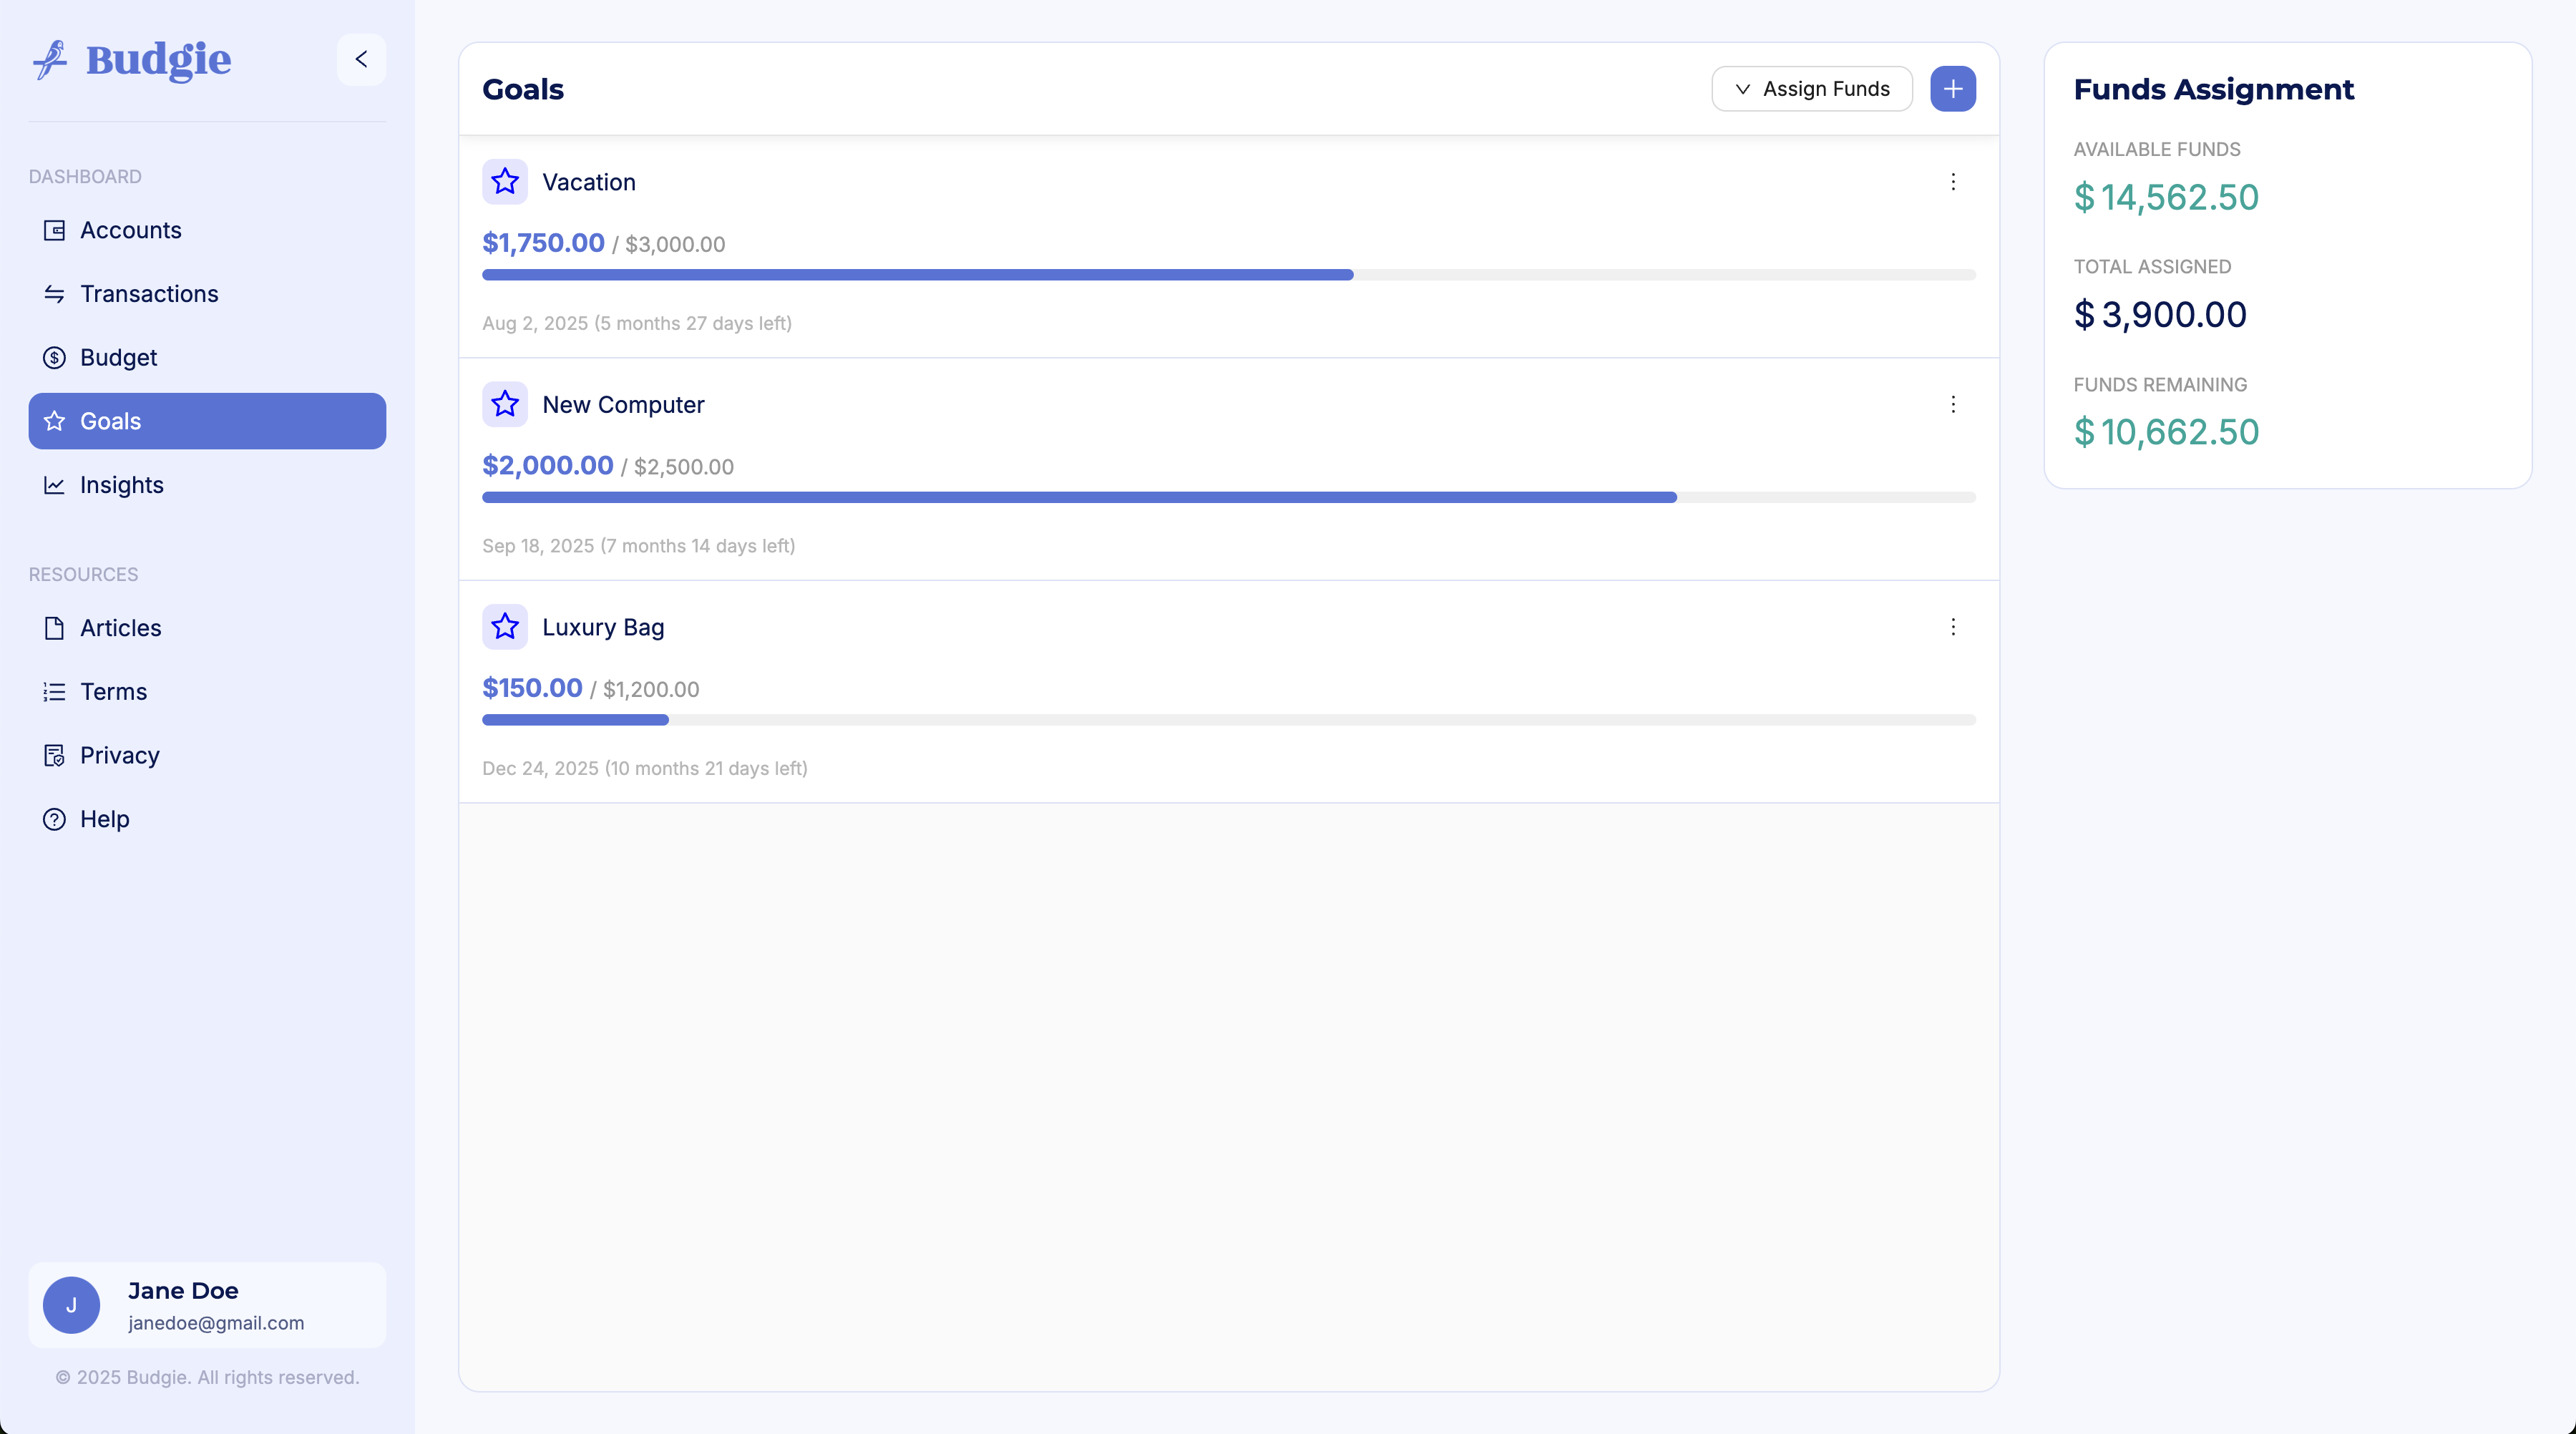 Budgie
DASHBOARD
Accounts
Transactions
Budget
Goals
Insights
RESOURCES
Articles
Terms
Privacy
Help
J
Jane Doe
janedoe@gmail.com
© 2025 Budgie. All rights reserved.
Goals
Assign Funds
Vacation
$1,750.00 / $3,000.00
Aug 2, 2025 (5 months 27 days left)
New Computer
$2,000.00 / $2,500.00
Sep 18, 2025 (7 months 14 days left)
Luxury Bag
$150.00 / $1,200.00
Dec 24, 2025 (10 months 21 days left)
Funds Assignment
AVAILABLE FUNDS
$ 14,562.50
TOTAL ASSIGNED
$ 3,900.00
FUNDS REMAINING
$ 10,662.50